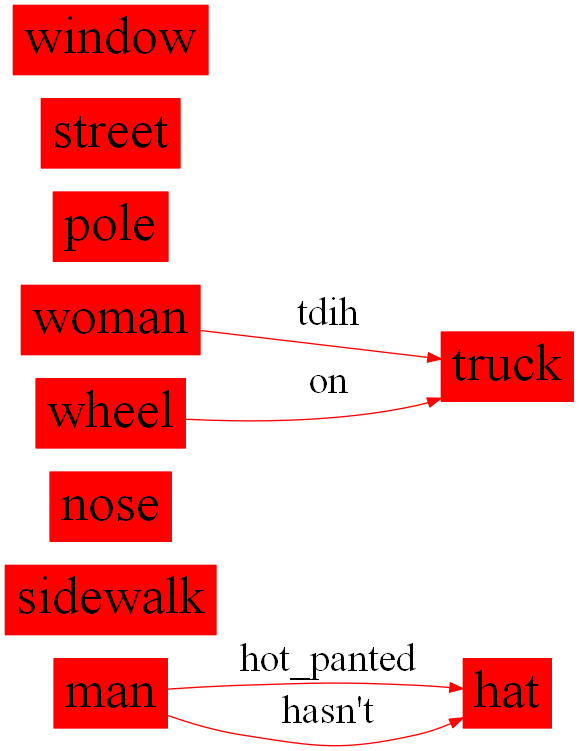 window
street
pole
woman
tdih
truck
wheel
on
nose
sidewalk
man
hot_panted
hasn't
hat